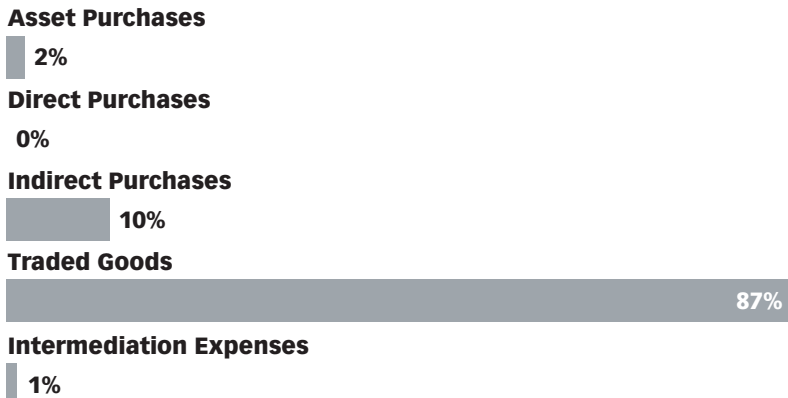 Asset Purchases
2%
Direct Purchases
0%
Indirect Purchases
10%
Traded Goods
87%
Intermediation Expenses
1%